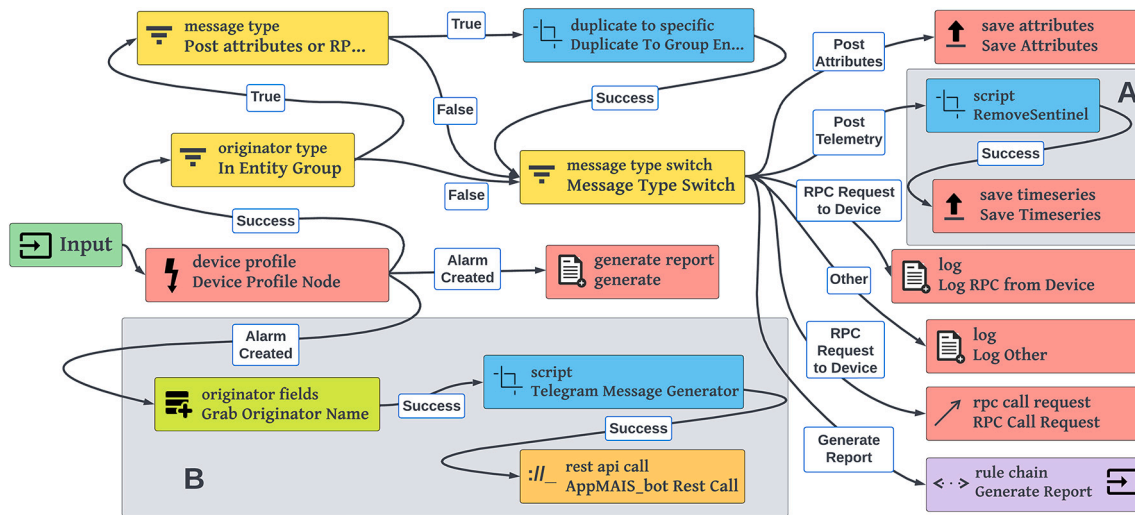 message type
Post attributes or RP...
True
duplicate to specific
Duplicate To Group En...
save attributes
Save Attributes
Post
Attributes
A
True
False
Success
Post
Telemetry
script
RemoveSentinel
Success
originator type
In Entity Group
message type switch
Message Type Switch
False
RPC Request
to Device
save timeseries
Save Timeseries
Success
Input
device profile
Device Profile Node
Alarm
Created
generate report
generate
log
Log RPC from Device
Other
Alarm
Created
RPC
Request
to Device
log
Log Other
originator fields
Grab Originator Name
Success
script
Telegram Message Generator
rpc call request
RPC Call Request
Success
Generate
Report
B
://_
rest api call
AppMAIS_bot Rest Call
rule chain
Generate Report